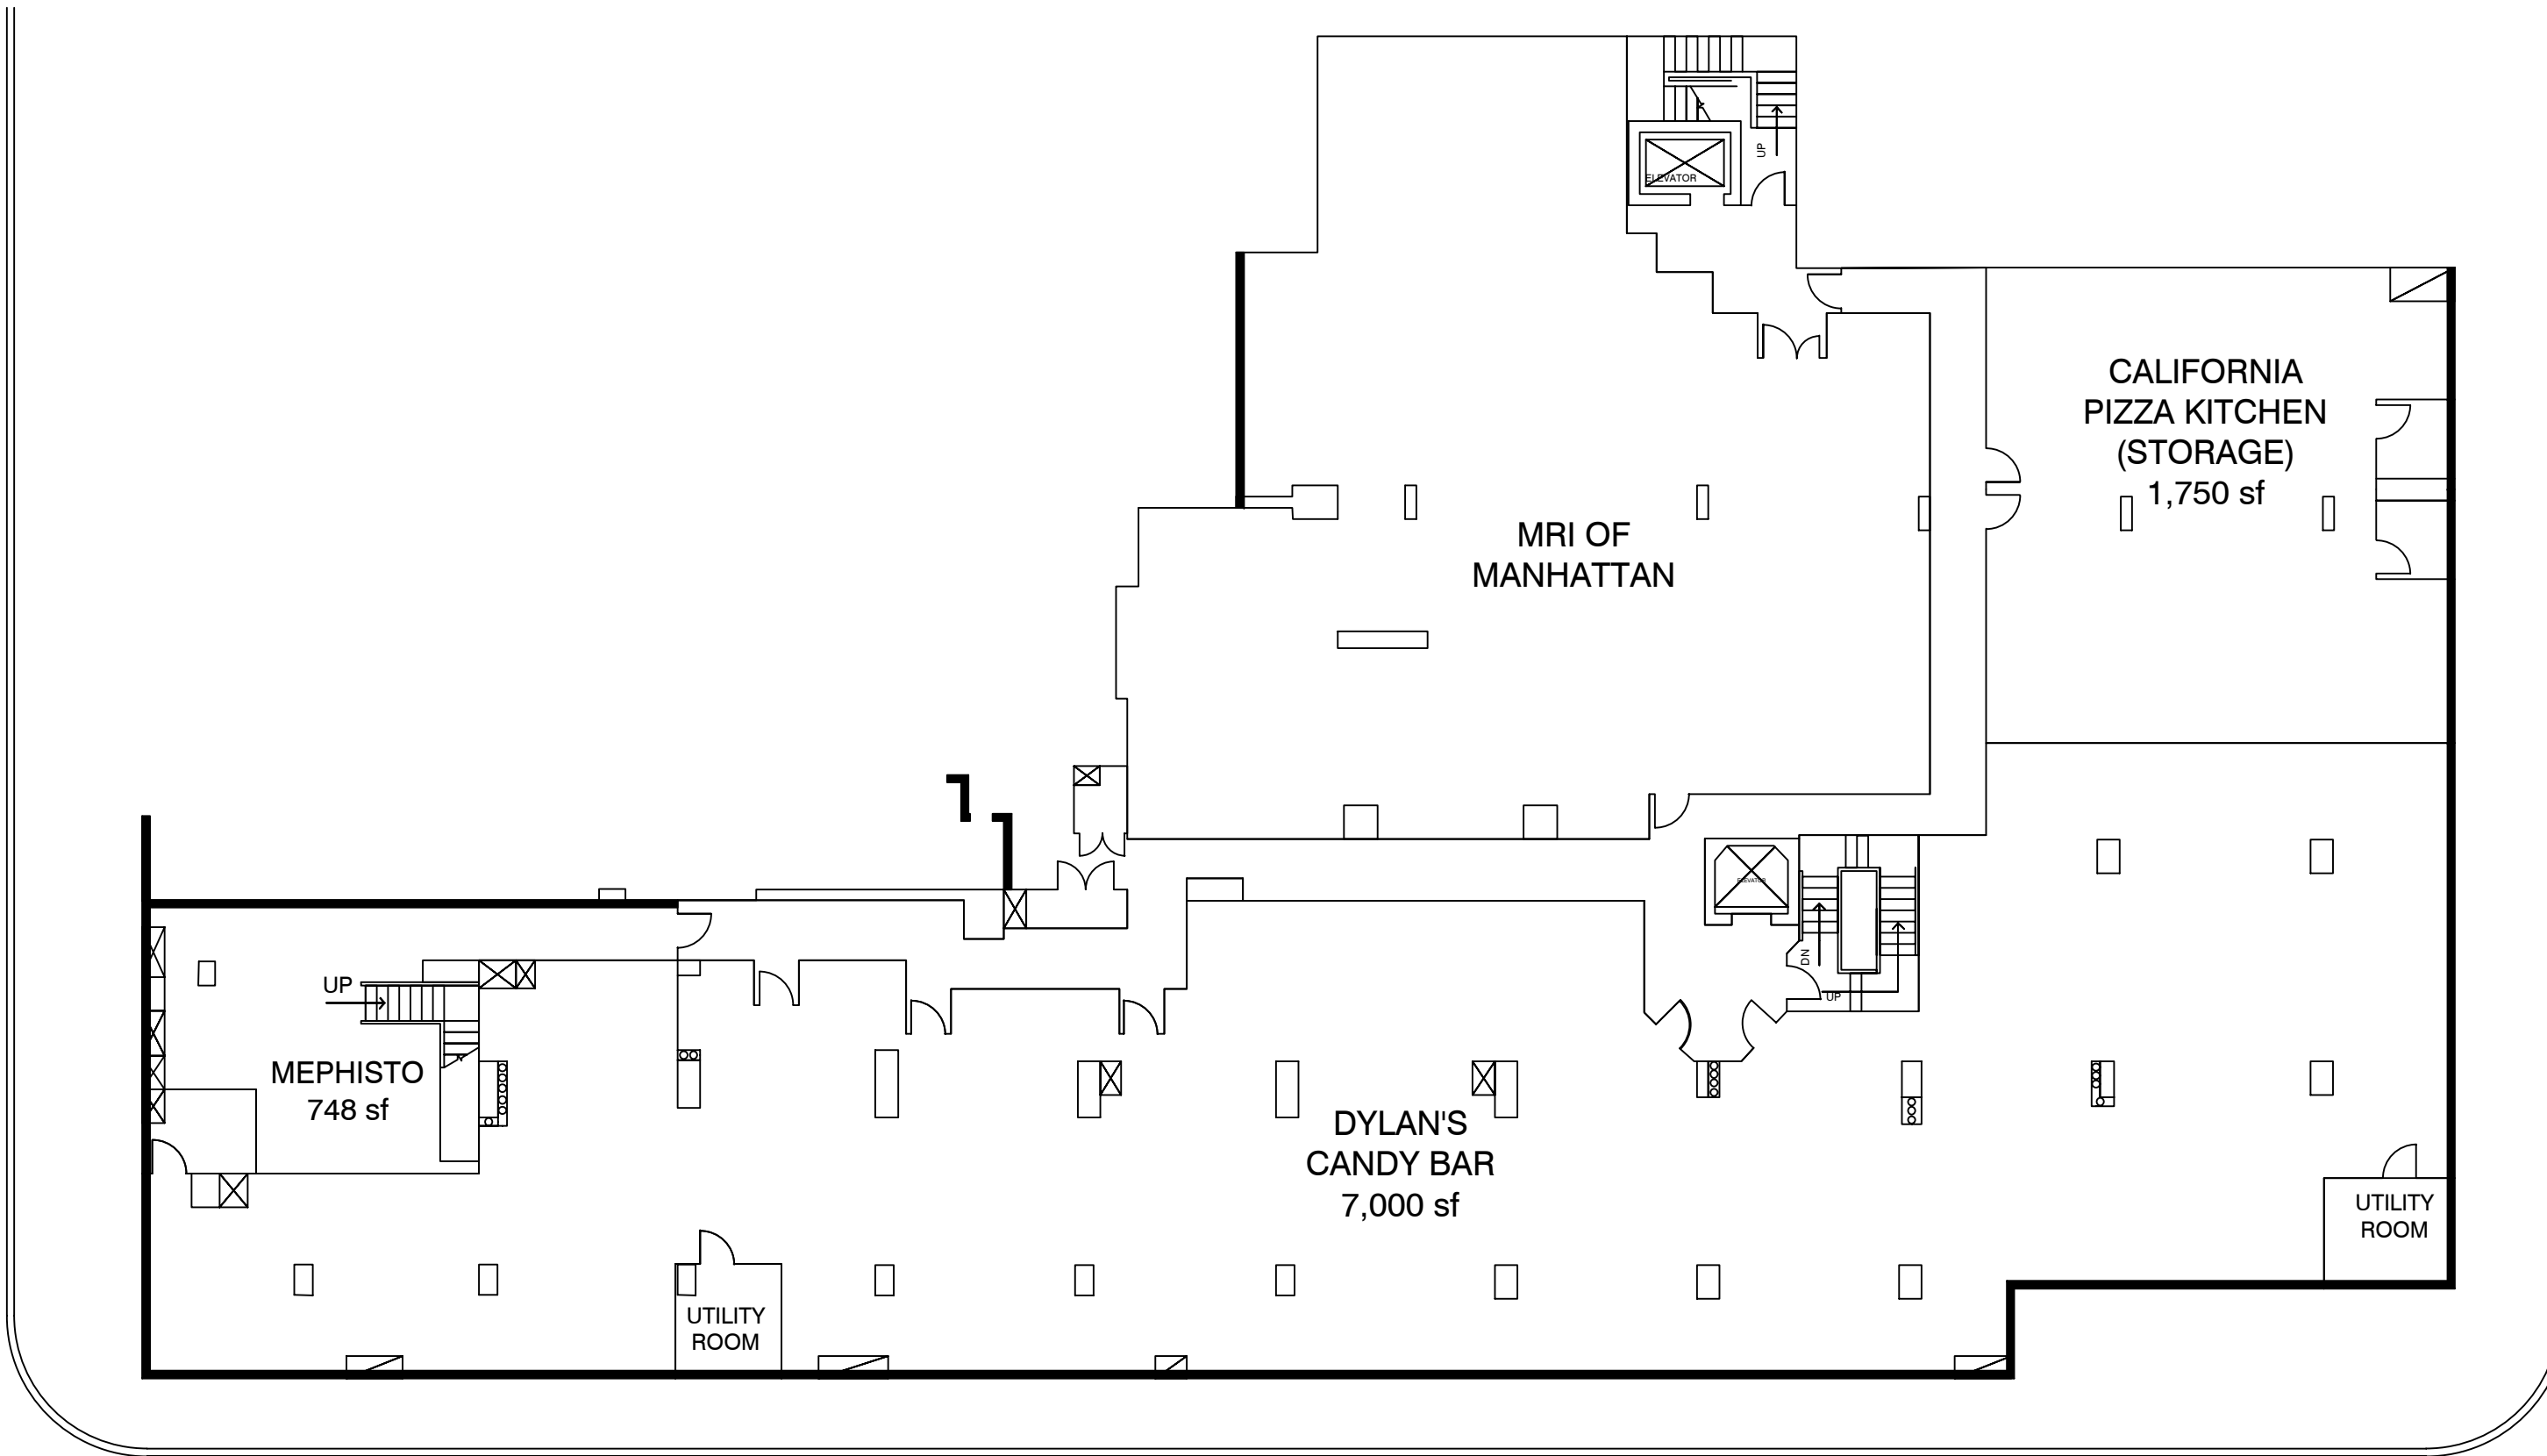 UP
ELEVATOR
CALIFORNIA
PIZZA KITCHEN
(STORAGE)
1,750 sf
MRI OF
MANHATTAN
ELEVATOR
DN
UP
UP
MEPHISTO
748 sf
DYLAN'S
CANDY BAR
7,000 sf
UTILITY
ROOM
UTILITY
ROOM